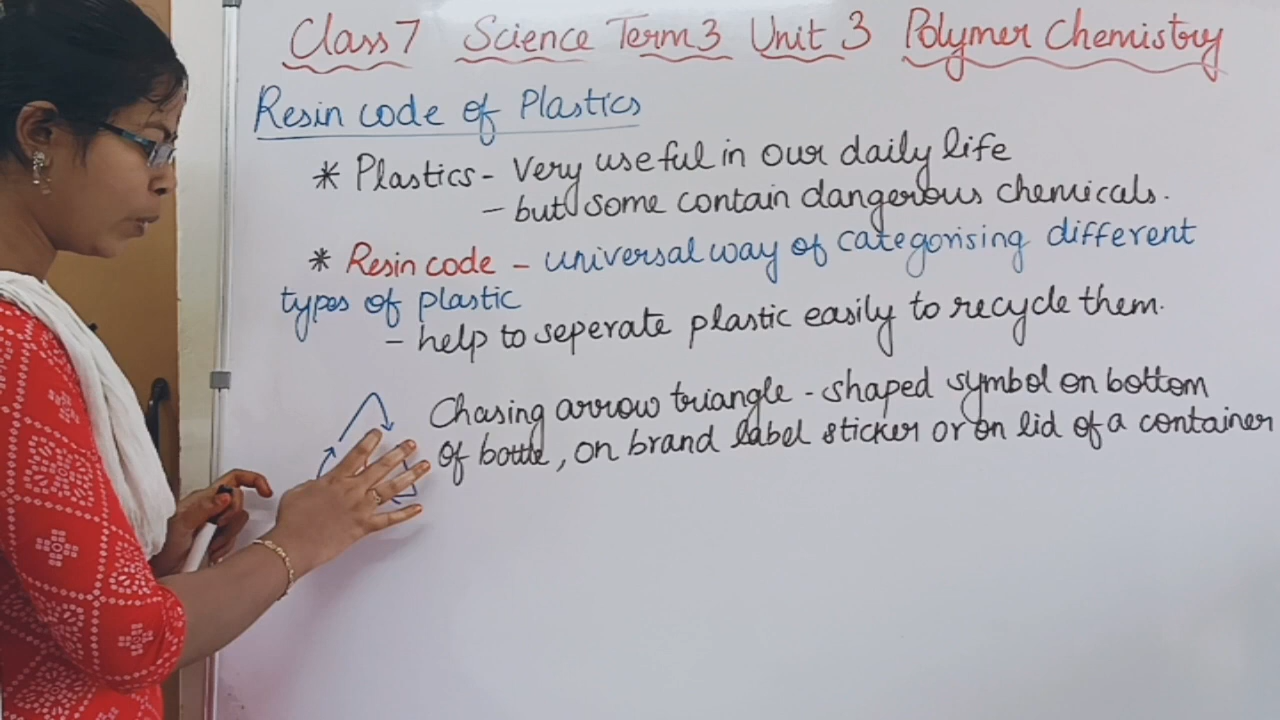 Class 7 Science Term 3 Unit 3 Polymer Chemistry
Resin code of Plastics
* Plastics - Very useful in our daily life
- but some contain dangerous chemicals.
* Resin code - universal way of categorising different
types of plastic
- help to seperate plastic easily to recycle them.
Chasing arrow triangle - shaped symbol on bottom
of bottle, on brand label sticker or on lid of a container